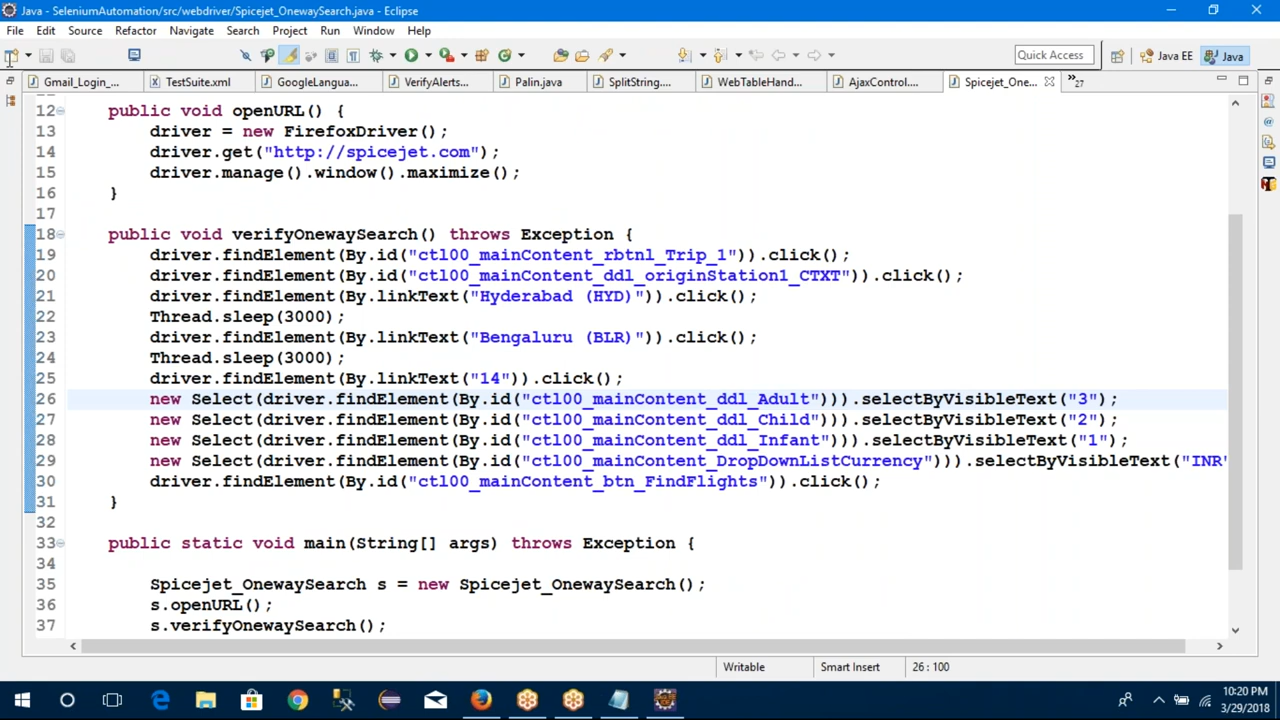 Java - SeleniumAutomation/src/webdriver/Spicejet_OnewaySearch.java - Eclipse
File Edit Source Refactor Navigate Search Project Run Window Help
Quick Access Java EE Java
Gmail_Login_... TestSuite.xml GoogleLangua... VerifyAlerts... Palin.java SplitString.... WebTableHand... AjaxControl.... Spicejet_One... »27
12 public void openURL() {
13 driver = new FirefoxDriver();
14 driver.get("http://spicejet.com");
15 driver.manage().window().maximize();
16 }
17
18 public void verifyOnewaySearch() throws Exception {
19 driver.findElement(By.id("ctl00_mainContent_rbtnl_Trip_1")).click();
20 driver.findElement(By.id("ctl00_mainContent_ddl_originStation1_CTXT")).click();
21 driver.findElement(By.linkText("Hyderabad (HYD)")).click();
22 Thread.sleep(3000);
23 driver.findElement(By.linkText("Bengaluru (BLR)")).click();
24 Thread.sleep(3000);
25 driver.findElement(By.linkText("14")).click();
26 new Select(driver.findElement(By.id("ctl00_mainContent_ddl_Adult"))).selectByVisibleText("3");
27 new Select(driver.findElement(By.id("ctl00_mainContent_ddl_Child"))).selectByVisibleText("2");
28 new Select(driver.findElement(By.id("ctl00_mainContent_ddl_Infant"))).selectByVisibleText("1");
29 new Select(driver.findElement(By.id("ctl00_mainContent_DropDownListCurrency"))).selectByVisibleText("INR"
30 driver.findElement(By.id("ctl00_mainContent_btn_FindFlights")).click();
31 }
32
33 public static void main(String[] args) throws Exception {
34
35 Spicejet_OnewaySearch s = new Spicejet_OnewaySearch();
36 s.openURL();
37 s.verifyOnewaySearch();
Writable Smart Insert 26 : 100
10:20 PM
3/29/2018